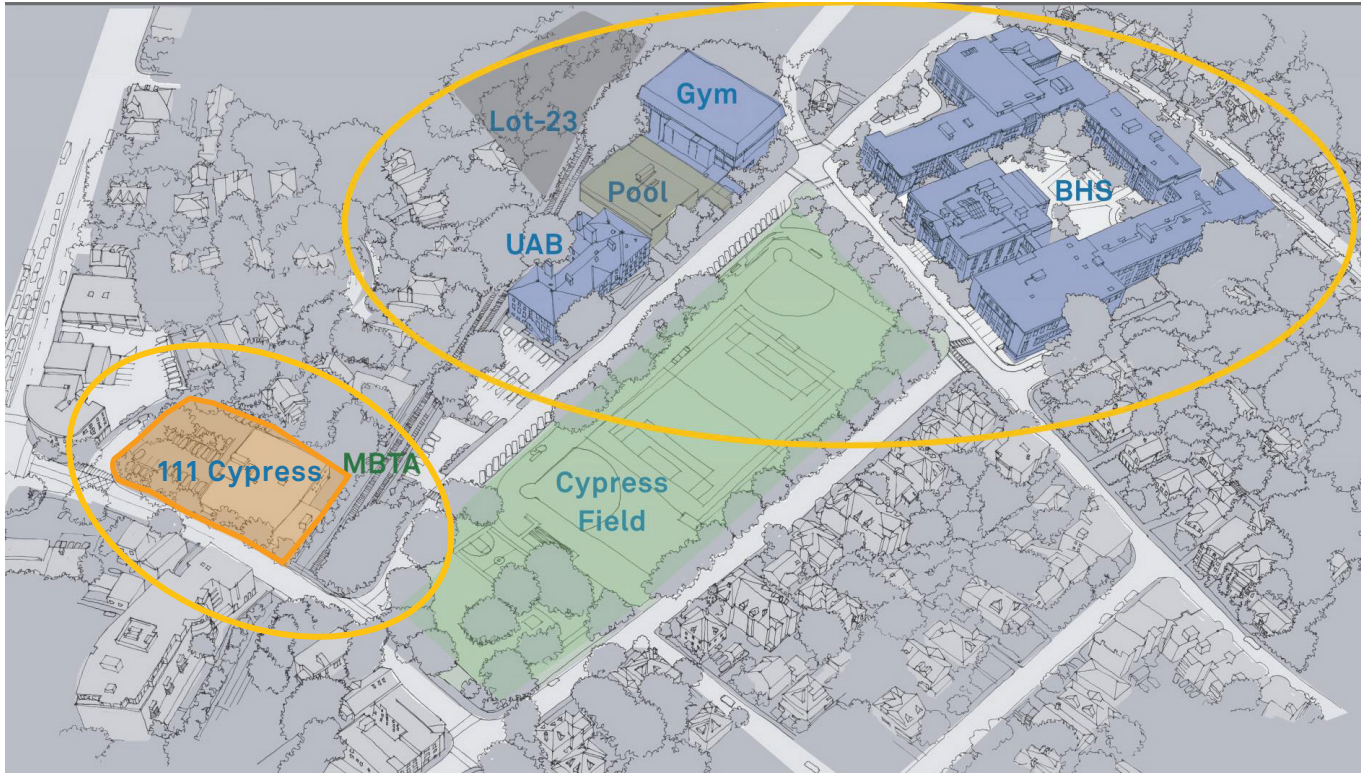 Lot-23
Gym
Pool
BHS
UAB
111 Cypress
MBTA
Cypress
Field